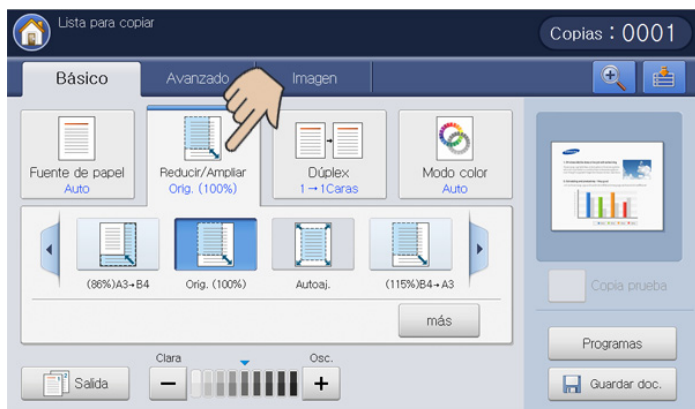 Lista para copiar
Copias : 0001
Básico
Avanzado
Imagen
Fuente de papel
Auto
Reducir/Ampliar
Orig. (100%)
Dúplex
1→1Caras
Modo color
Auto
(86%)A3→B4
Orig. (100%)
Autoaj.
(115%)B4→A3
más
Copia prueba
Clara
Osc.
Salida
Programas
Guardar doc.